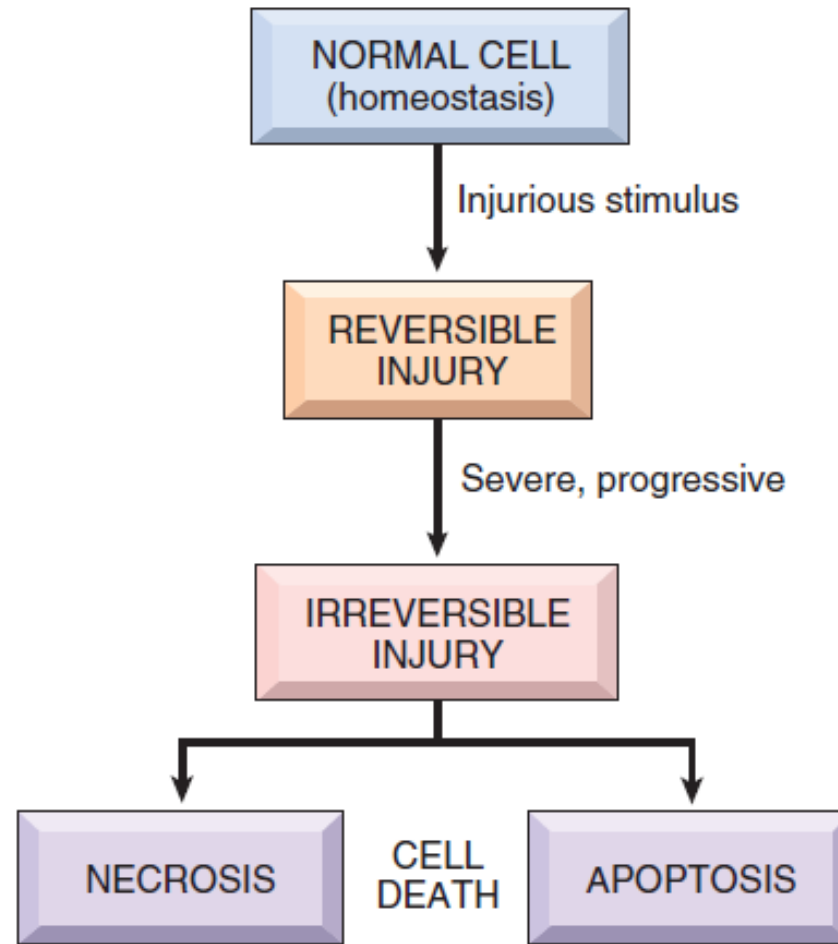 NORMAL CELL
(homeostasis)
Injurious stimulus
REVERSIBLE
INJURY
Severe, progressive
IRREVERSIBLE
INJURY
NECROSIS
CELL
DEATH
APOPTOSIS